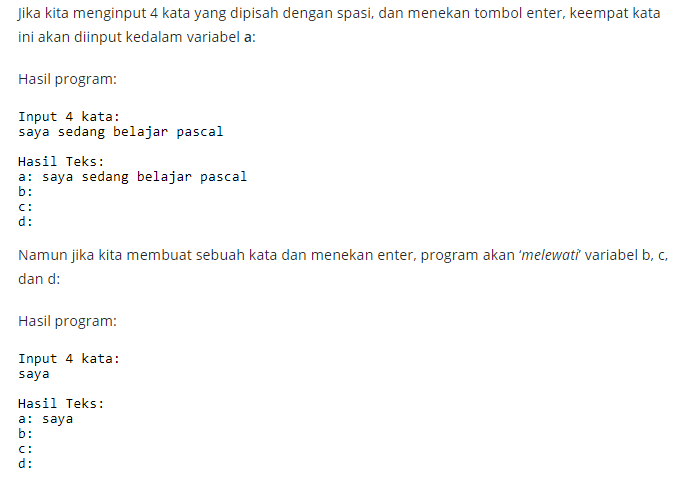 Jika kita menginput 4 kata yang dipisah dengan spasi, dan menekan tombol enter, keempat kata
ini akan diinput kedalam variabel a:
Hasil program:
Input 4 kata:
saya sedang belajar pascal
Hasil Teks:
a: saya sedang belajar pascal
b:
c:
d:
Namun jika kita membuat sebuah kata dan menekan enter, program akan 'melewati' variabel b, c,
dan d:
Hasil program:
Input 4 kata:
saya
Hasil Teks:
a: saya
b:
c:
d: